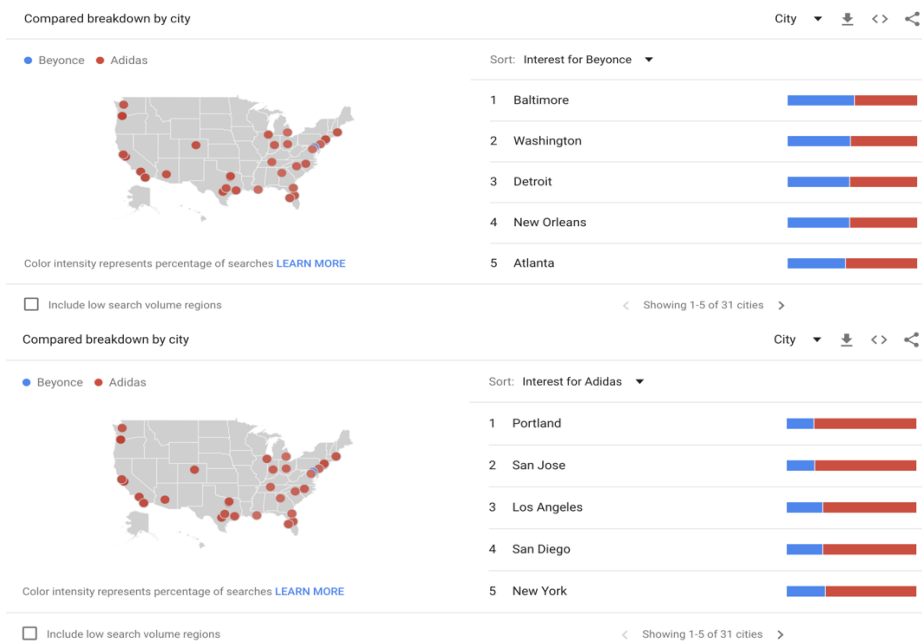 Compared breakdown by city
City
Beyonce Adidas
Sort: Interest for Beyonce
1 Baltimore
2 Washington
3 Detroit
4 New Orleans
5 Atlanta
Color intensity represents percentage of searches LEARN MORE
Include low search volume regions
Showing 1-5 of 31 cities
Compared breakdown by city
City
Beyonce Adidas
Sort: Interest for Adidas
1 Portland
2 San Jose
3 Los Angeles
4 San Diego
5 New York
Color intensity represents percentage of searches LEARN MORE
Include low search volume regions
Showing 1-5 of 31 cities